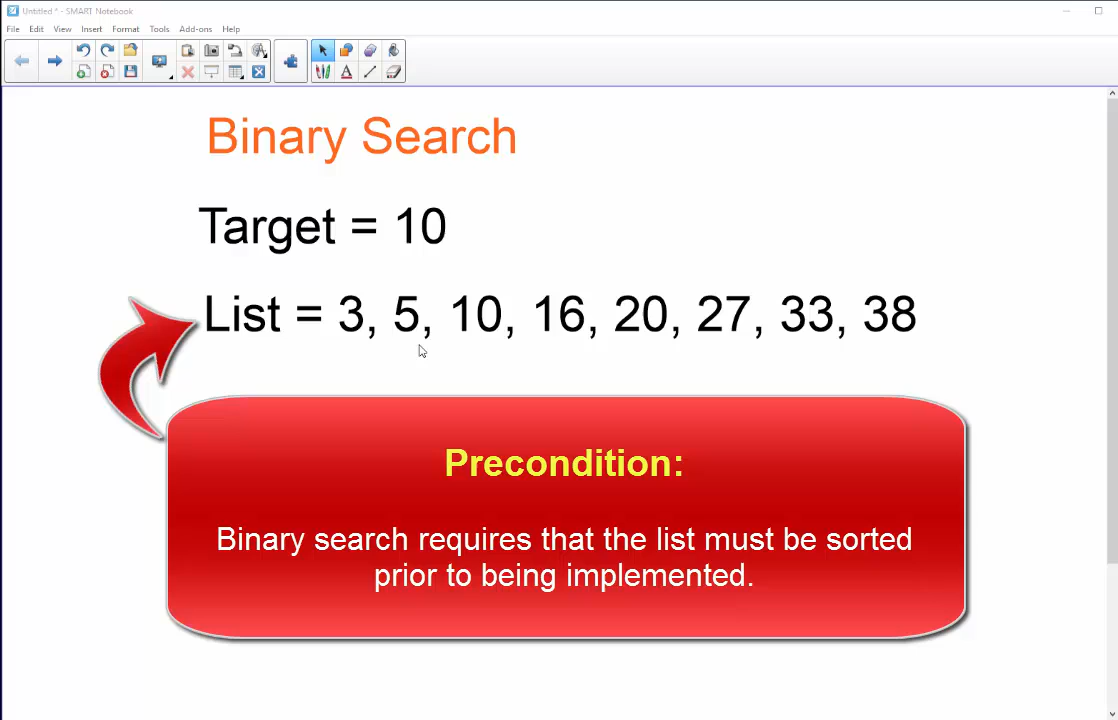 Untitled * - SMART Notebook
File Edit View Insert Format Tools Add-ons Help
Binary Search
Target = 10
List = 3, 5, 10, 16, 20, 27, 33, 38
Precondition:
Binary search requires that the list must be sorted
prior to being implemented.